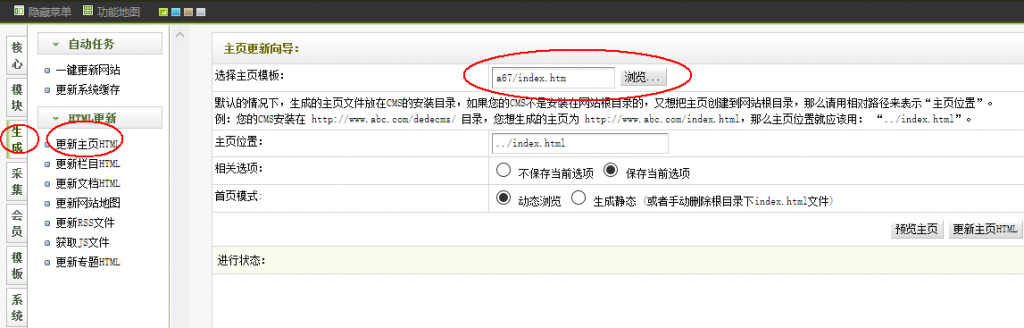 隐藏菜单 功能地图
核心
模块
生成
采集
会员
模板
系统
自动任务
一键更新网站
更新系统缓存
HTML更新
更新主页HTML
更新栏目HTML
更新文档HTML
更新网站地图
更新RSS文件
获取JS文件
更新专题HTML
主页更新向导:
选择主页模板: a67/index.htm 浏览...
默认的情况下,生成的主页文件放在CMS的安装目录,如果您的CMS不是安装在网站根目录的,又想把主页创建到网站根目录,那么请用相对路径来表示“主页位置”。
例:您的CMS安装在 http://www.abc.com/dedecms/ 目录,您想生成的主页为 http://www.abc.com/index.html,那么主页位置就应该用: “../index.html”。
主页位置: ../index.html
相关选项: 不保存当前选项 保存当前选项
首页模式: 动态浏览 生成静态 (或者手动删除根目录下index.html文件)
预览主页 更新主页HTML
进行状态: